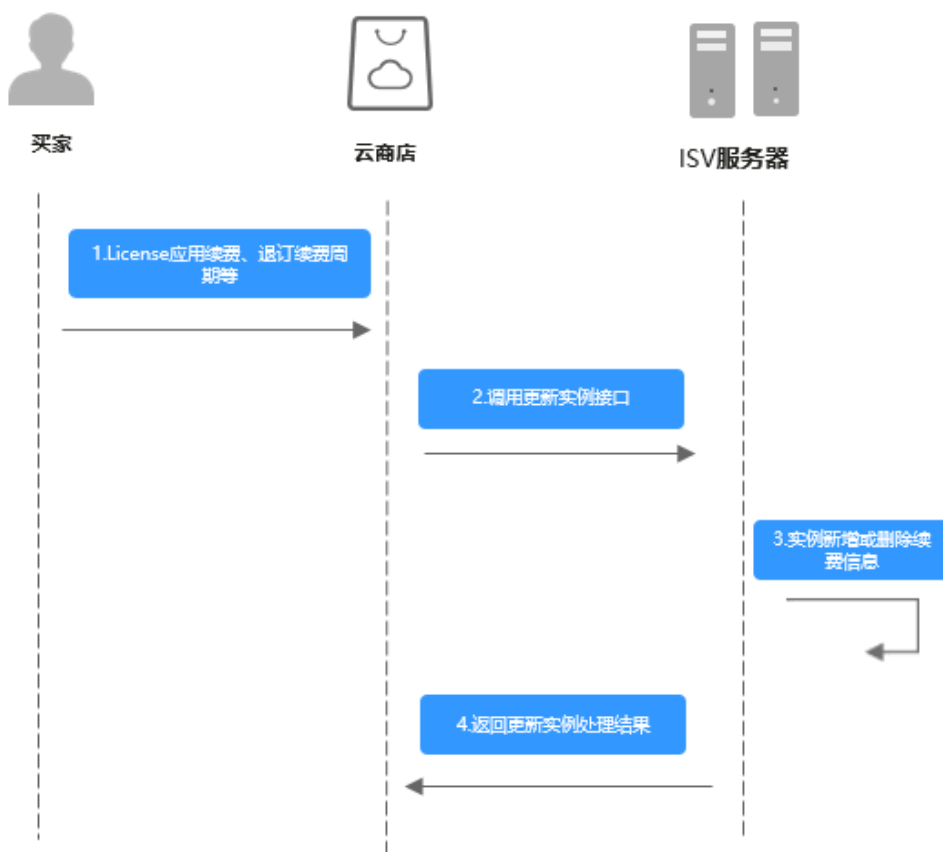 买家
云商店
ISV服务器
1.License应用续费、退订续费周
期等
2.调用更新实例接口
3.实例新增或删除续
费信息
4.返回更新实例处理结果